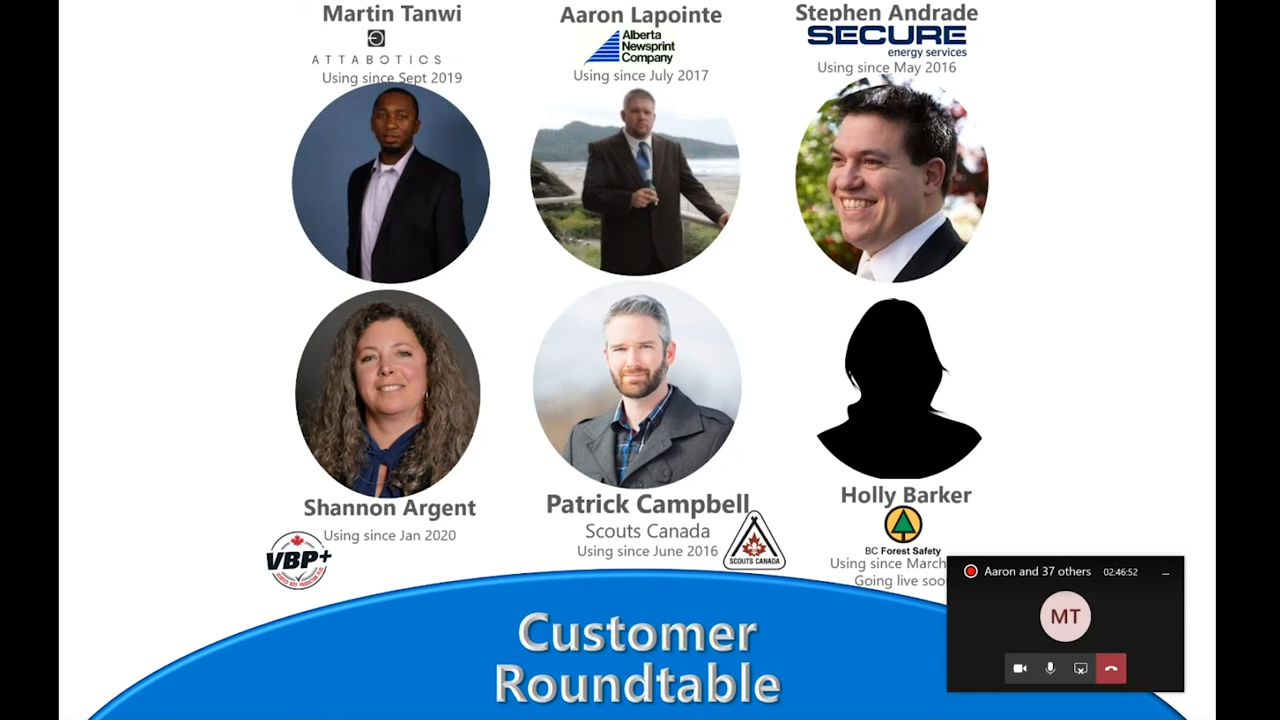 Martin Tanwi
ATTABOTICS
Using since Sept 2019
Aaron Lapointe
Alberta
Newsprint
Company
Using since July 2017
Stephen Andrade
SECURE
energy services
Using since May 2016
Shannon Argent
Using since Jan 2020
VBP+
Patrick Campbell
Scouts Canada
Using since June 2016
SCOUTS CANADA
Holly Barker
BC Forest Safety
Using since March
Going live soo
Customer
Roundtable
Aaron and 37 others
02:46:52
MT